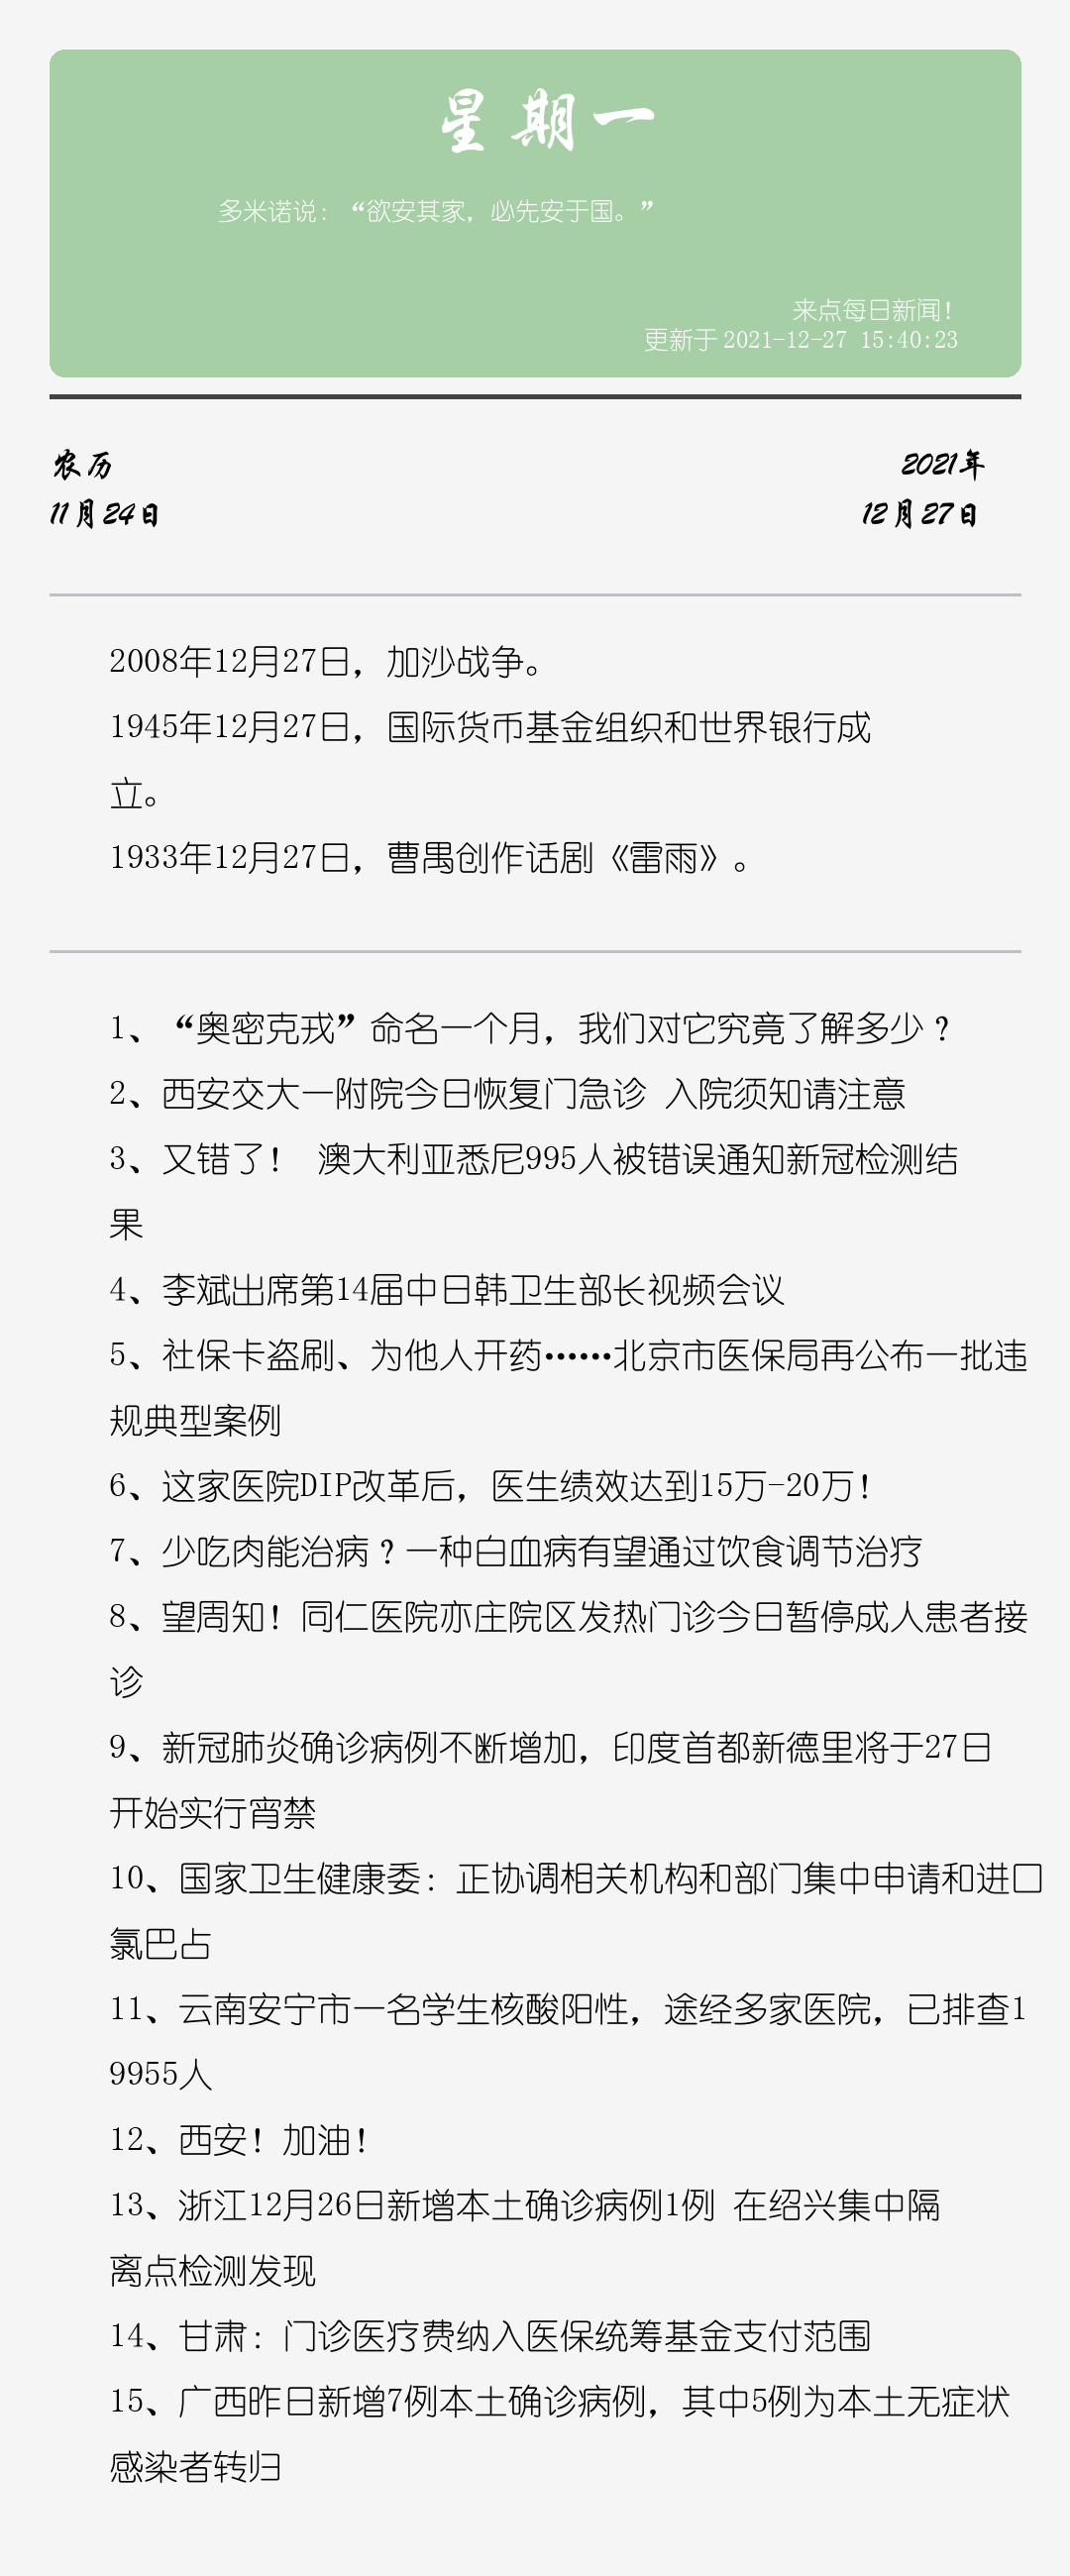 星期一
多米诺说：“欲安其家，必先安于国。”
来点每日新闻！
更新于 2021-12-27 15:40:23
农历
2021年
11月24日
12月27日
2008年12月27日，加沙战争。
1945年12月27日，国际货币基金组织和世界银行成
立。
1933年12月27日，曹禺创作话剧《雷雨》。
1、“奥密克戎”命名一个月，我们对它究竟了解多少？
2、西安交大一附院今日恢复门急诊 入院须知请注意
3、又错了！ 澳大利亚悉尼995人被错误通知新冠检测结
果
4、李斌出席第14届中日韩卫生部长视频会议
5、社保卡盗刷、为他人开药……北京市医保局再公布一批违
规典型案例
6、这家医院DIP改革后，医生绩效达到15万-20万！
7、少吃肉能治病？一种白血病有望通过饮食调节治疗
8、望周知！同仁医院亦庄院区发热门诊今日暂停成人患者接
诊
9、新冠肺炎确诊病例不断增加，印度首都新德里将于27日
开始实行宵禁
10、国家卫生健康委：正协调相关机构和部门集中申请和进口
氯巴占
11、云南安宁市一名学生核酸阳性，途经多家医院，已排查1
9955人
12、西安！加油！
13、浙江12月26日新增本土确诊病例1例 在绍兴集中隔
离点检测发现
14、甘肃：门诊医疗费纳入医保统筹基金支付范围
15、广西昨日新增7例本土确诊病例，其中5例为本土无症状
感染者转归